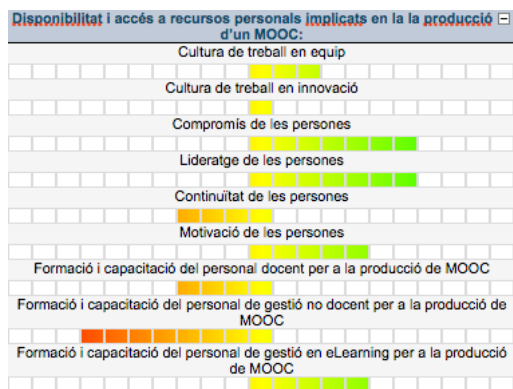 Disponibilitat i accés a recursos personals implicats en la la producció
d'un MOOC:
Cultura de treball en equip
Cultura de treball en innovació
Compromís de les persones
Lideratge de les persones
Continuïtat de les persones
Motivació de les persones
Formació i capacitació del personal docent per a la producció de MOOC
Formació i capacitació del personal de gestió no docent per a la producció de
MOOC
Formació i capacitació del personal de gestió en eLearning per a la producció
de MOOC